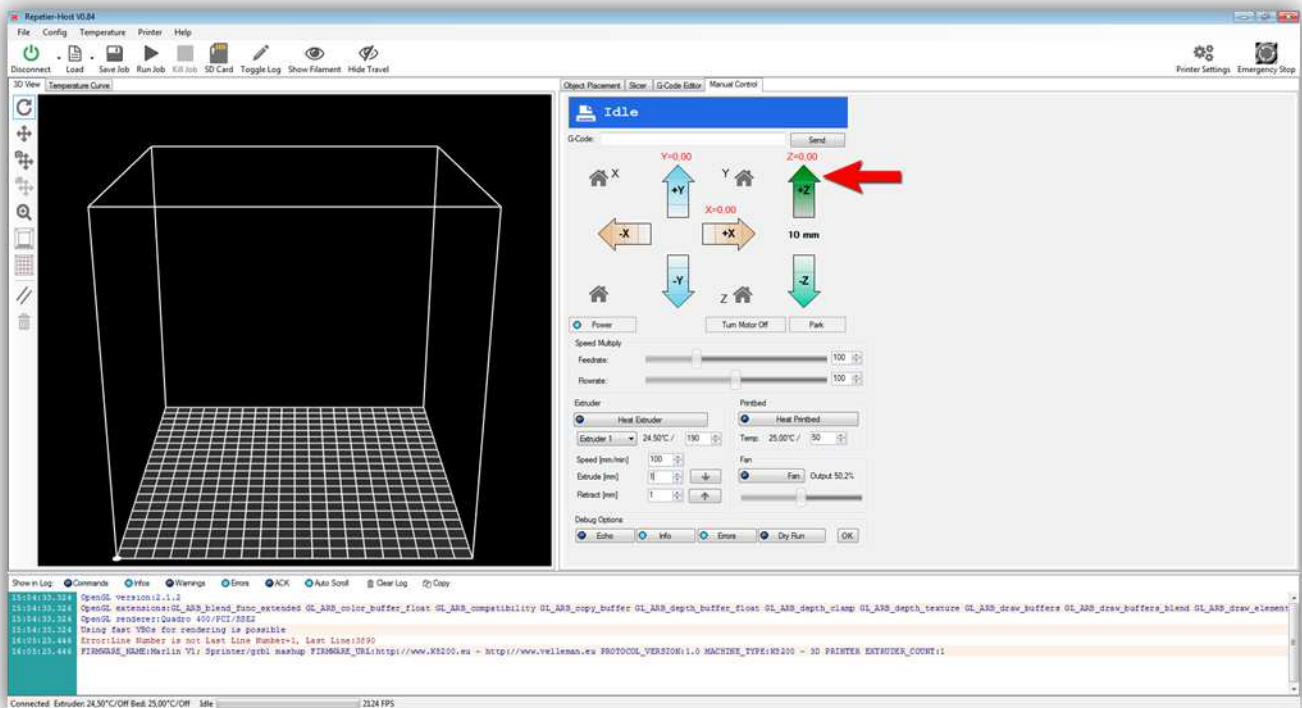 Repetier-Host V0.84
File Config Temperature Printer Help
Disconnect Load Save Job Run Job Kill Job SD Card Toggle Log Show Filament Hide Travel Printer Settings Emergency Stop
3D View Temperature Curve
Object Placement Slicer G-Code Editor Manual Control
Idle
G-Code: Send
Y=0.00 Z=0.00
X Y
+Y +Z
X=0.00
-X +X 10 mm
-Y -Z
Z
Power Turn Motor Off Park
Speed Multiply
Feedrate: 100
Flowrate: 100
Extruder Printbed
Heat Extruder Heat Printbed
Extruder 1 24.50°C / 190 Temp. 25.00°C / 50
Speed [mm/min] 100 Fan
Extrude [mm] 1 Fan Output 50,2%
Retract [mm] 1
Debug Options
Echo Info Errors Dry Run OK
Show in Log: Commands Infos Warnings Errors ACK Auto Scroll Clear Log Copy
15:54:33.324 OpenGL version:2.1.2
15:54:33.324 OpenGL extensions:GL_ARB_blend_func_extended GL_ARB_color_buffer_float GL_ARB_compatibility GL_ARB_copy_buffer GL_ARB_depth_buffer_float GL_ARB_depth_clamp GL_ARB_depth_texture GL_ARB_draw_buffers GL_ARB_draw_buffers_blend GL_ARB_draw_element
15:54:33.324 OpenGL renderer:Quadro 400/PCI/SSE2
15:54:33.324 Using fast VBOs for rendering is possible
16:05:23.446 Error:Line Number is not Last Line Number+1, Last Line:3890
16:05:23.446 FIRMWARE_NAME:Marlin V1; Sprinter/grbl mashup FIRMWARE_URL:http://www.K8200.eu - http://www.velleman.eu PROTOCOL_VERSION:1.0 MACHINE_TYPE:K8200 - 3D PRINTER EXTRUDER_COUNT:1
Connected Extruder: 24,50°C/Off Bed: 25,00°C/Off Idle 2124 FPS